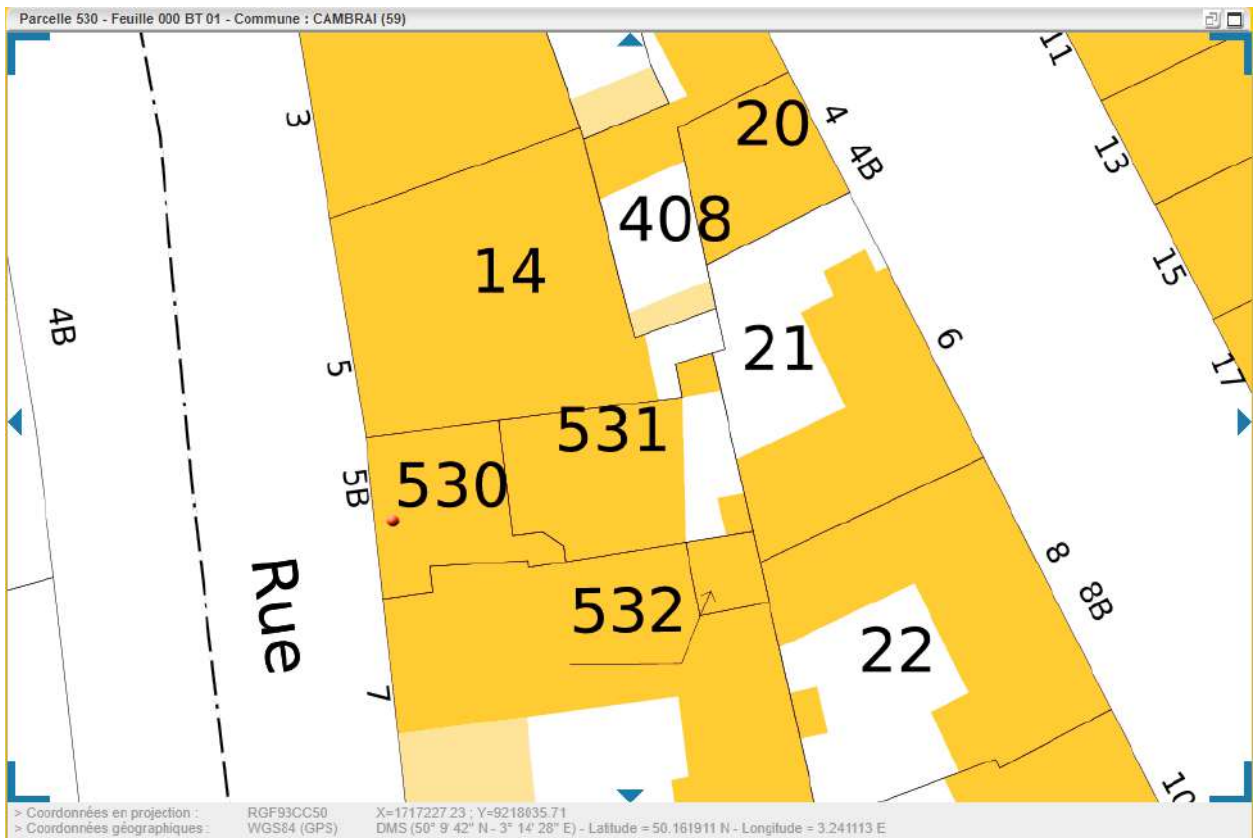 Parcelle 530 - Feuille 000 BT 01 - Commune : CAMBRAI (59)
11
3
20
4
4B
13
408
14
15
4B
21
6
5
17
531
530
5B
8
Rue
532
8B
22
7
10
> Coordonnées en projection : RGF93CC50 X=1717227.23 ; Y=9218035.71
> Coordonnées géographiques : WGS84 (GPS) DMS (50° 9' 42" N - 3° 14' 28" E) - Latitude = 50.161911 N - Longitude = 3.241113 E